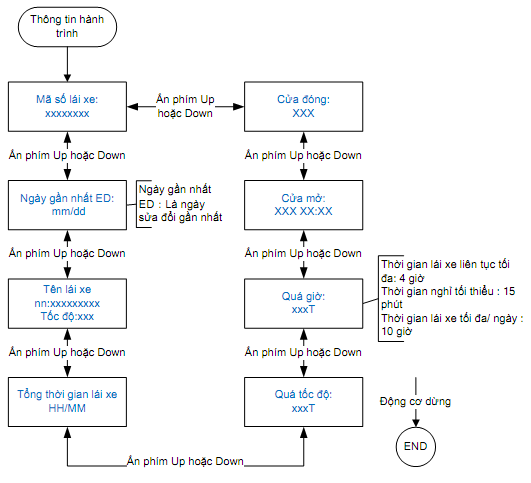 Thông tin hành
trình
Mã số lái xe:
xxxxxxxx
Ấn phím Up
hoặc Down
Cửa đóng:
XXX
Ấn phím Up hoặc Down
Ấn phím Up hoặc Down
Ngày gần nhất ED:
mm/dd
Ngày gần nhất
ED : Là ngày
sửa đổi gần nhất
Cửa mở:
XXX XX:XX
Ấn phím Up hoặc Down
Ấn phím Up hoặc Down
Tên lái xe
nn:xxxxxxxxx
Tốc độ:xxx
Quá giờ:
xxxT
Thời gian lái xe liên tục tối
đa: 4 giờ
Thời gian nghỉ tối thiểu : 15
phút
Thời gian lái xe tối đa/ ngày :
10 giờ
Ấn phím Up hoặc Down
Ấn phím Up hoặc Down
Tổng thời gian lái xe
HH/MM
Quá tốc độ:
xxxT
Động cơ dừng
END
Ấn phím Up hoặc Down